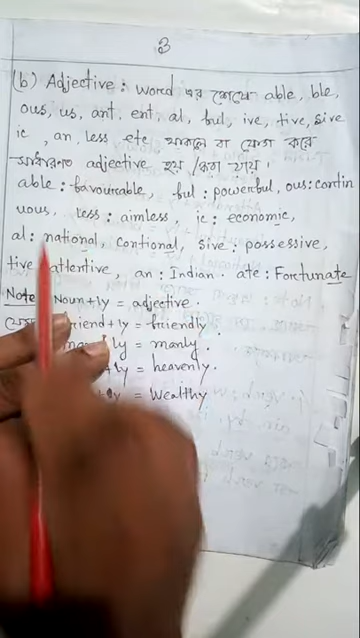 3
(b) Adjective : word এর শেষে able, ble,
ous, us, ant, ent, al, ful, ive, tive, sive
ic, an, less etc থাকলে বা যোগ করে
সাধারণত adjective হয় / করা যায়।
able : favourable, ful : powerful, ous : contin
uous, less : aimless, ic : economic,
al : national, contional, sive : possessive,
tive attentive, an : Indian. ate : Fortunate
Note Noun + ly = adjective.
friend + ly = friendly
ly = manly.
ly = heavenly.
= Wealthy